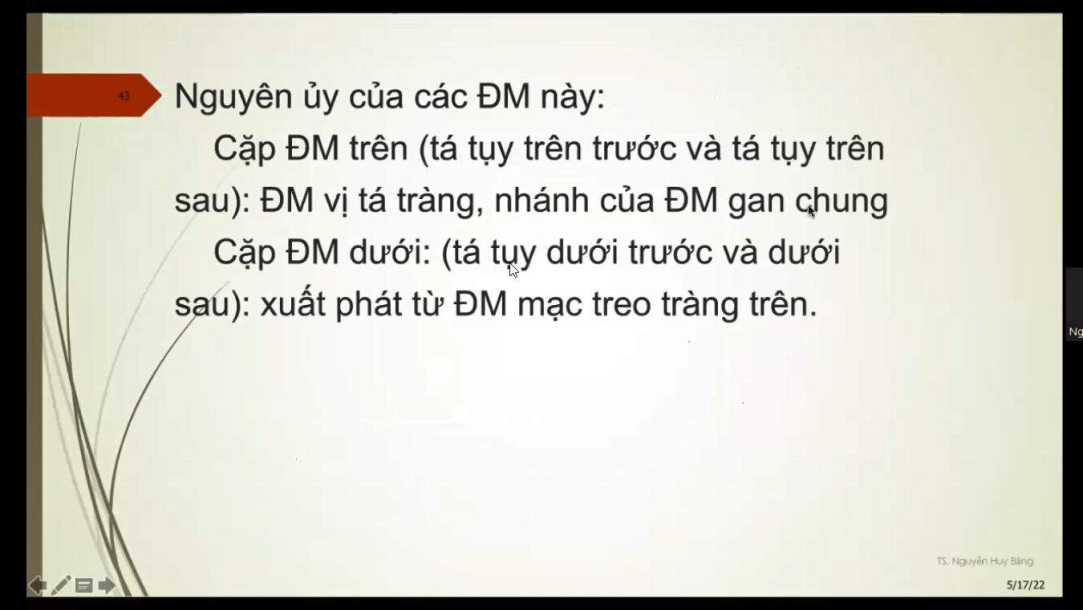 43
Nguyên ủy của các ĐM này:
Cặp ĐM trên (tá tụy trên trước và tá tụy trên
sau): ĐM vị tá tràng, nhánh của ĐM gan chung
Cặp ĐM dưới: (tá tụy dưới trước và dưới
sau): xuất phát từ ĐM mạc treo tràng trên.
Ng
TS. Nguyễn Huy Bằng
5/17/22